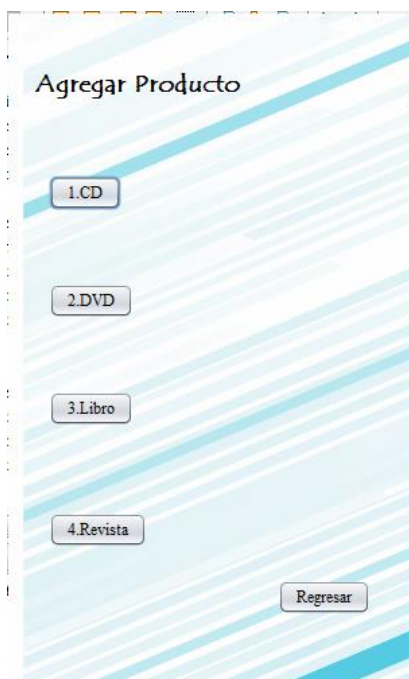 Agregar Producto
1.CD
2.DVD
3.Libro
4.Revista
Regresar